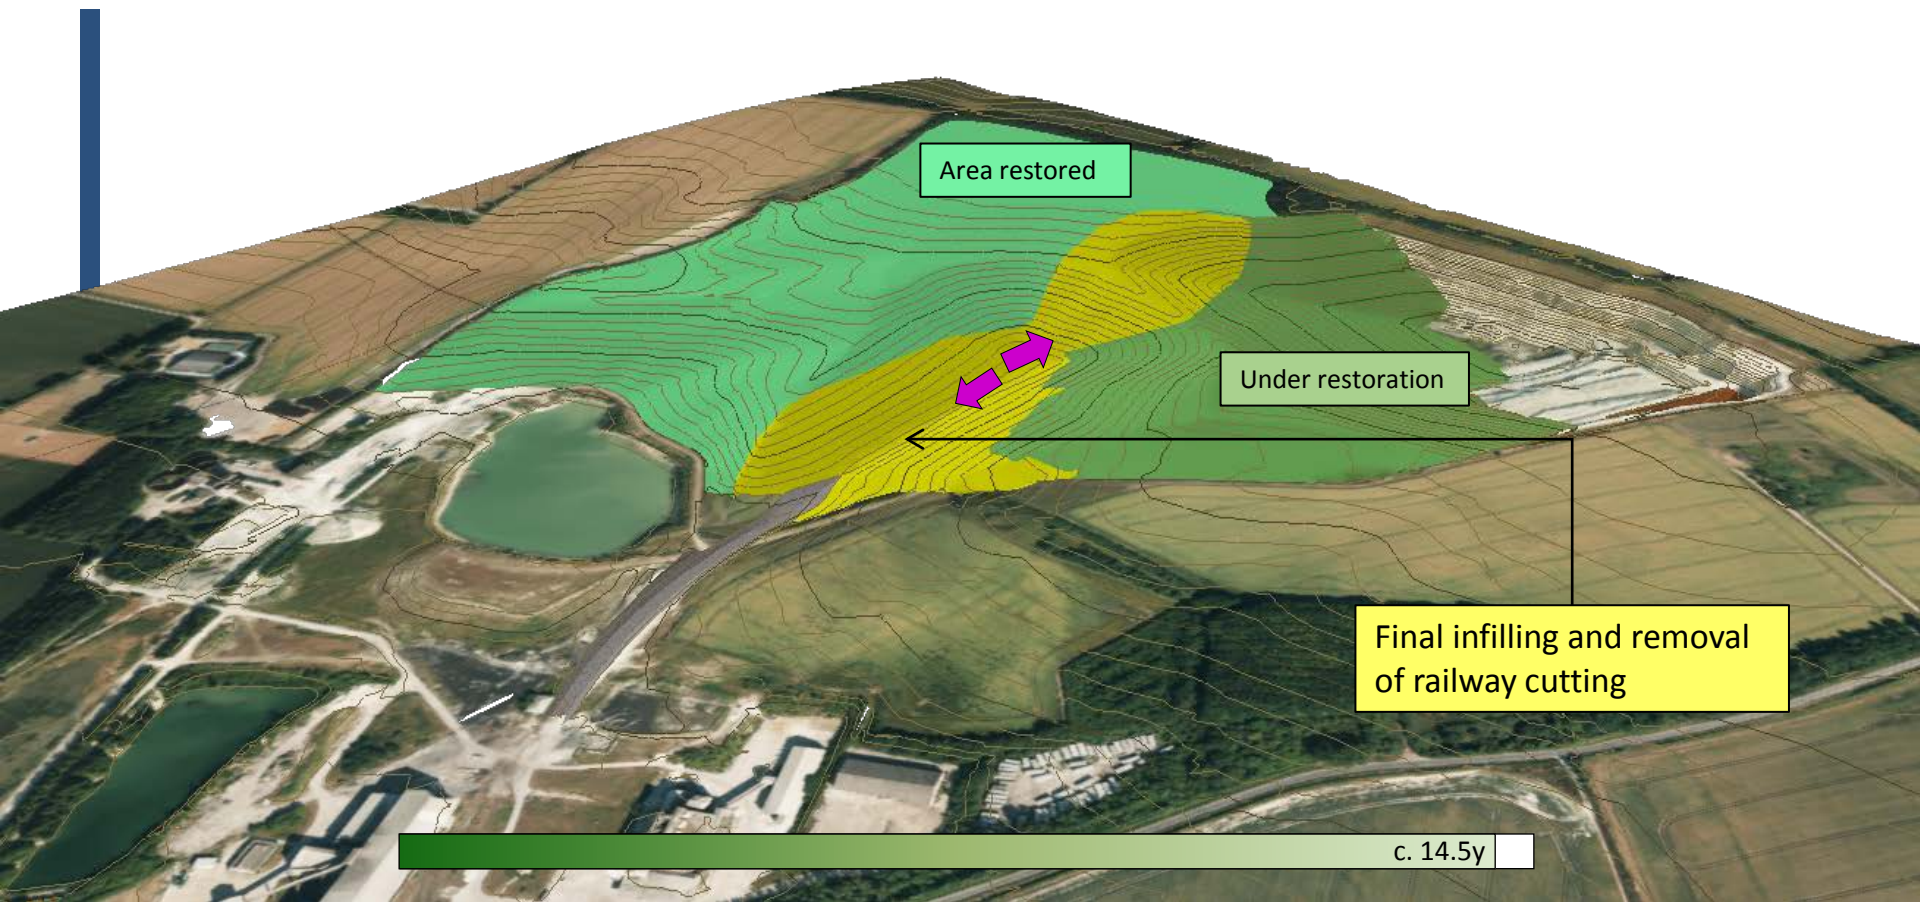 Area restored
Under restoration
Final infilling and removal
of railway cutting
c. 14.5y